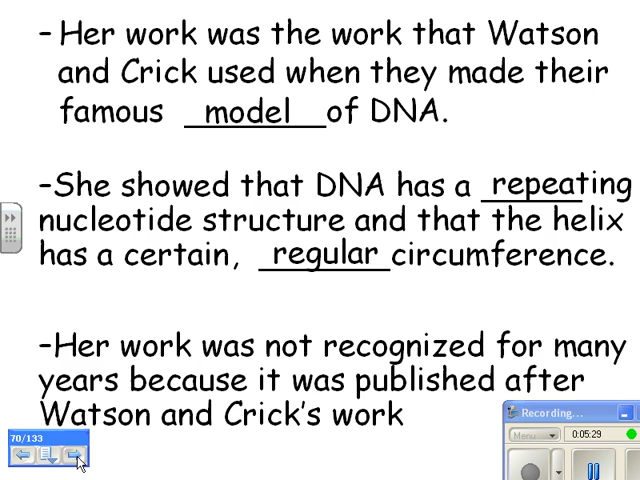 – Her work was the work that Watson
and Crick used when they made their
famous model of DNA.
–She showed that DNA has a repeating
nucleotide structure and that the helix
has a certain, regular circumference.
–Her work was not recognized for many
years because it was published after
Watson and Crick's work
70/133
Recording...
Menu
0:05:29